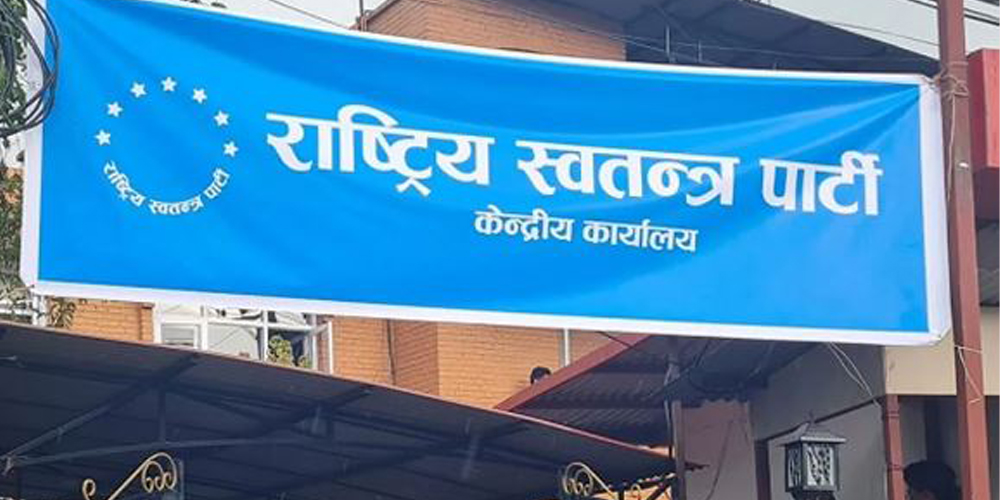 राष्ट्रिय स्वतन्त्र पार्टी
राष्ट्रिय स्वतन्त्र पार्टी
केन्द्रीय कार्यालय